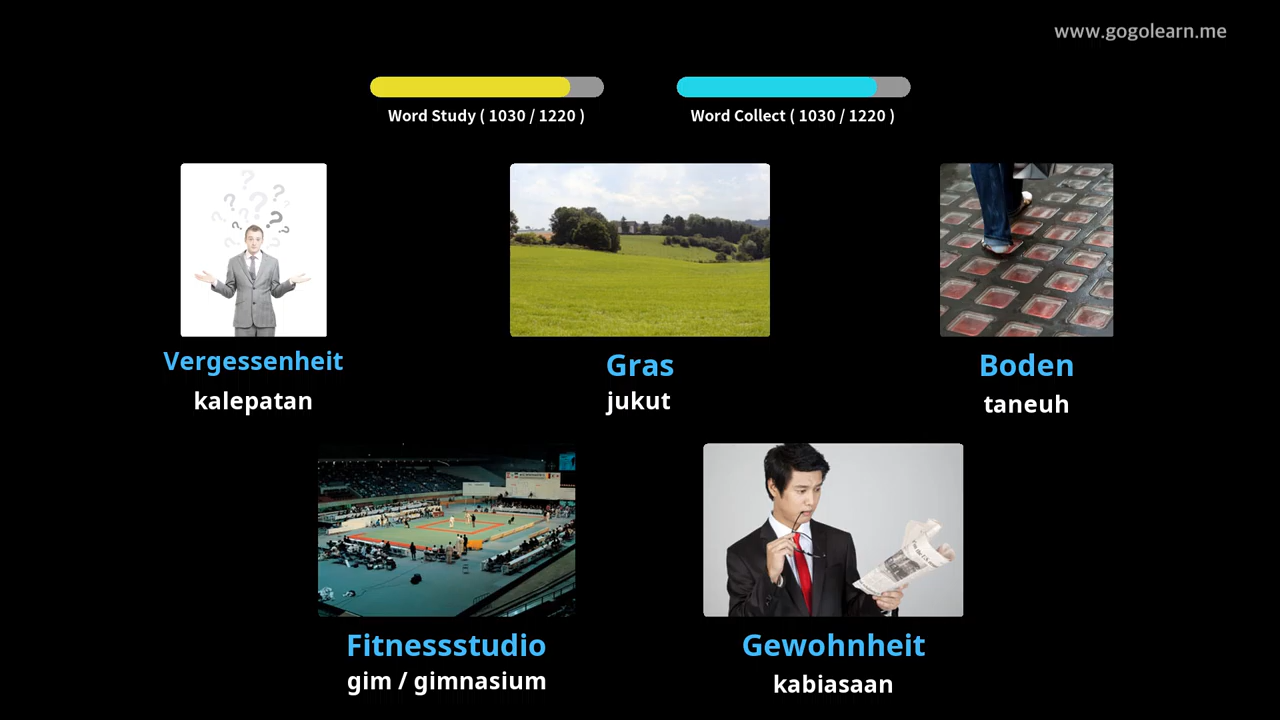 www.gogolearn.me
Word Study ( 1030 / 1220 )
Word Collect ( 1030 / 1220 )
Vergessenheit
kalepatan
Gras
jukut
Boden
taneuh
Fitnessstudio
gim / gimnasium
Gewohnheit
kabiasaan